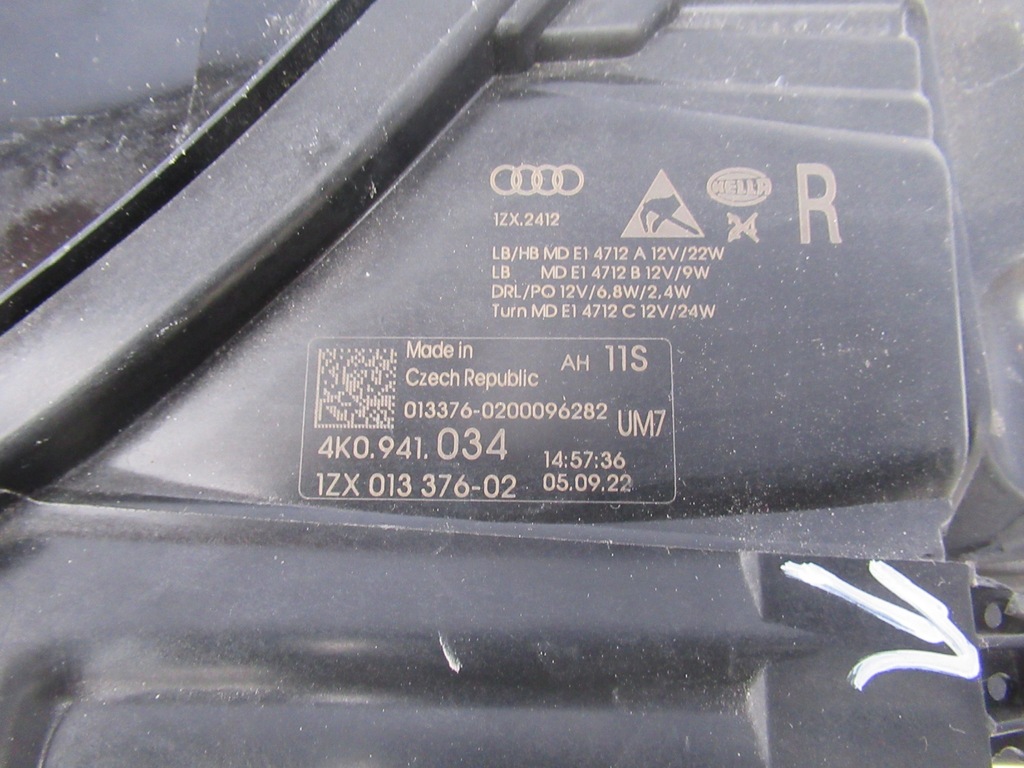 HELLA
R
1ZX.2412
24
LB/HB MD E1 4712 A 12V/22W
LB MD E1 4712 B 12V/9W
DRL/PO 12V/6,8W/2,4W
Turn MD E1 4712 C 12V/24W
Made in
Czech Republic
AH 11S
013376-0200096282
UM7
4K0.941.034
14:57:36
1ZX 013 376-02
05.09.22